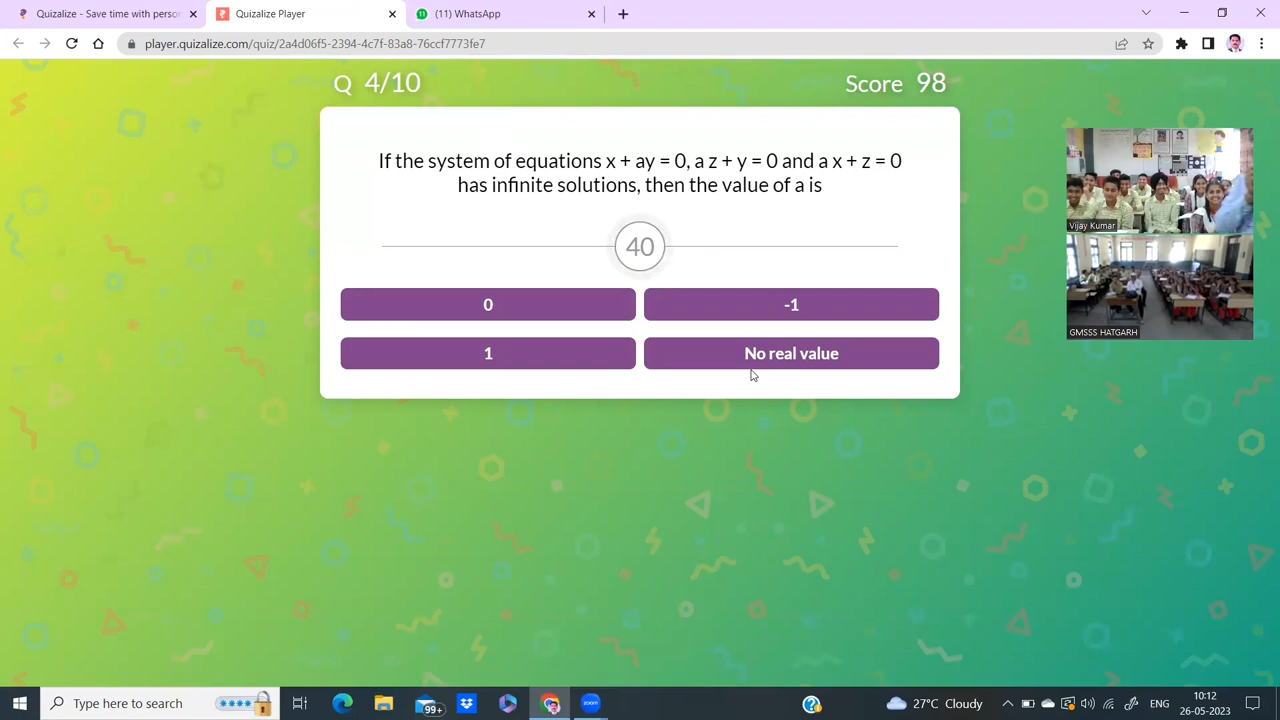 Quizalize - Save time with person
Quizalize Player
(11) WhatsApp
player.quizalize.com/quiz/2a4d06f5-2394-4c7f-83a8-76ccf7773fe7
Q 4/10
Score 98
If the system of equations x + ay = 0, a z + y = 0 and a x + z = 0
has infinite solutions, then the value of a is
40
0
-1
1
No real value
Vijay Kumar
GMSSS HATGARH
Type here to search
99+
zoom
27°C Cloudy
ENG
10:12
26-05-2023